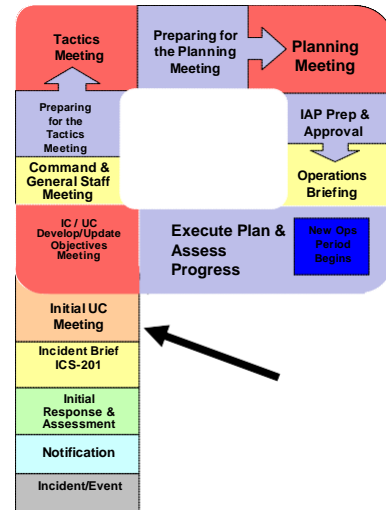 Tactics
Meeting
Preparing for
the Planning
Meeting
Planning
Meeting
Preparing
for the
Tactics
Meeting
IAP Prep &
Approval
Command &
General Staff
Meeting
Operations
Briefing
IC / UC
Develop/Update
Objectives
Meeting
Execute Plan &
Assess
Progress
New Ops
Period
Begins
Initial UC
Meeting
Incident Brief
ICS-201
Initial
Response &
Assessment
Notification
Incident/Event